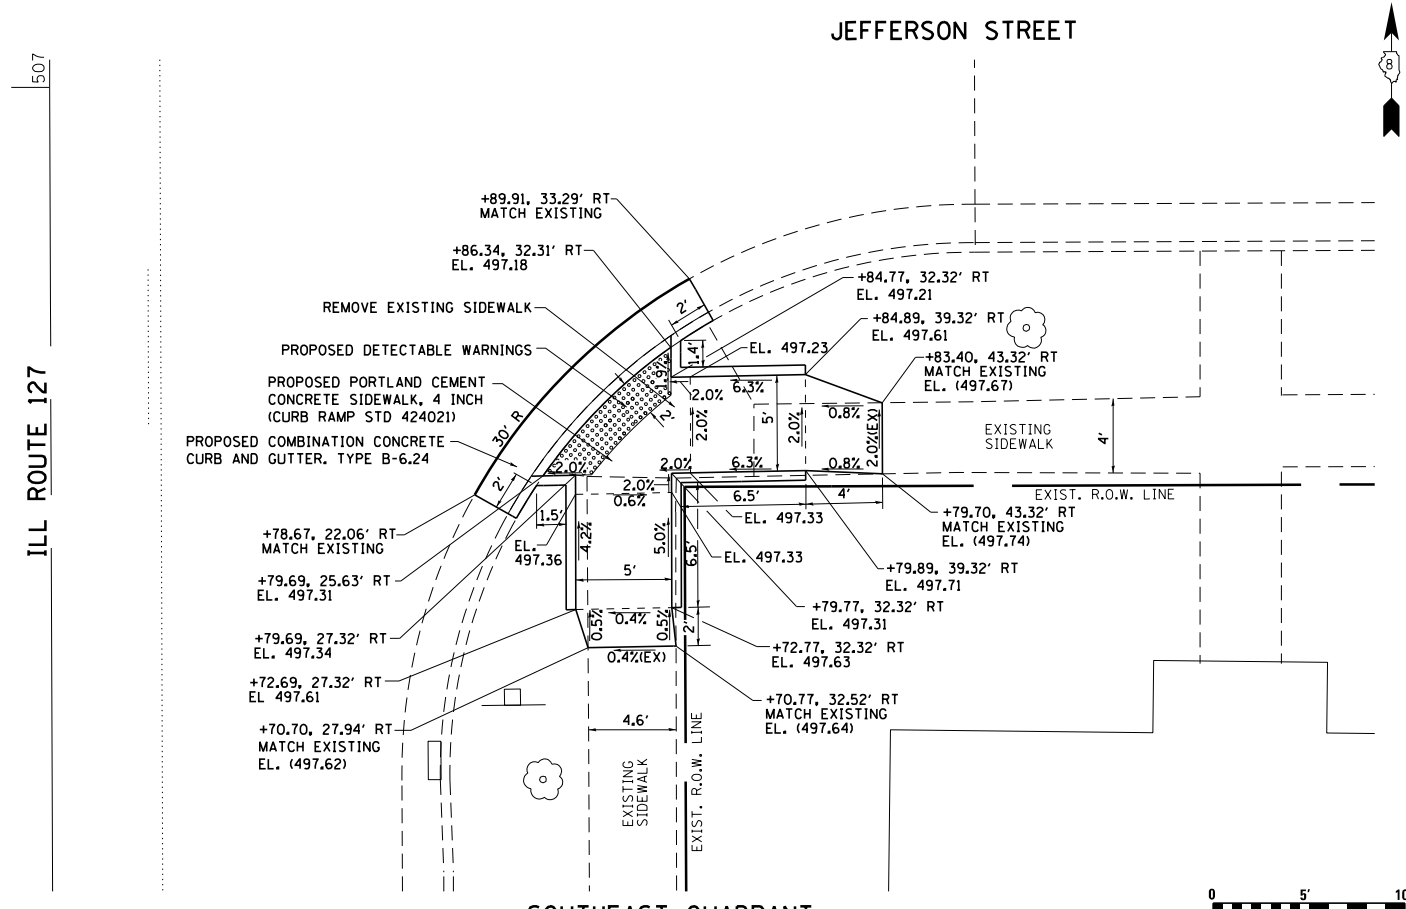 JEFFERSON STREET
507
8
+89.91, 33.29' RT
MATCH EXISTING
+86.34, 32.31' RT
EL. 497.18
REMOVE EXISTING SIDEWALK
PROPOSED DETECTABLE WARNINGS
PROPOSED PORTLAND CEMENT
CONCRETE SIDEWALK, 4 INCH
(CURB RAMP STD 424021)
PROPOSED COMBINATION CONCRETE
CURB AND GUTTER, TYPE B-6.24
30' R
2'
2'
1.4'
2'
+84.77, 32.32' RT
EL. 497.21
+84.89, 39.32' RT
EL. 497.61
EL. 497.23
+83.40, 43.32' RT
MATCH EXISTING
EL. (497.67)
6.3%
2.0%
2.0%
5'
2.0%
0.8%
2.0%(EX)
EXISTING
SIDEWALK
4'
2.0%
2.0%
6.3%
0.8%
2.0%
0.6%
6.5'
4'
EXIST. R.O.W. LINE
ILL ROUTE 127
+78.67, 22.06' RT
MATCH EXISTING
1.5'
EL.
497.36
4.2%
5.0%
6.5'
EL. 497.33
EL. 497.33
+79.70, 43.32' RT
MATCH EXISTING
EL. (497.74)
+79.69, 25.63' RT
EL. 497.31
5'
+79.89, 39.32' RT
EL. 497.71
+79.77, 32.32' RT
EL. 497.31
+79.69, 27.32' RT
EL. 497.34
0.5%
0.4%
0.5%
2'
0.4%(EX)
+72.77, 32.32' RT
EL. 497.63
+72.69, 27.32' RT
EL 497.61
+70.77, 32.52' RT
MATCH EXISTING
EL. (497.64)
+70.70, 27.94' RT
MATCH EXISTING
EL. (497.62)
4.6'
EXISTING
SIDEWALK
EXIST. R.O.W. LINE
SOUTHEAST QUADRANT
0 5' 10